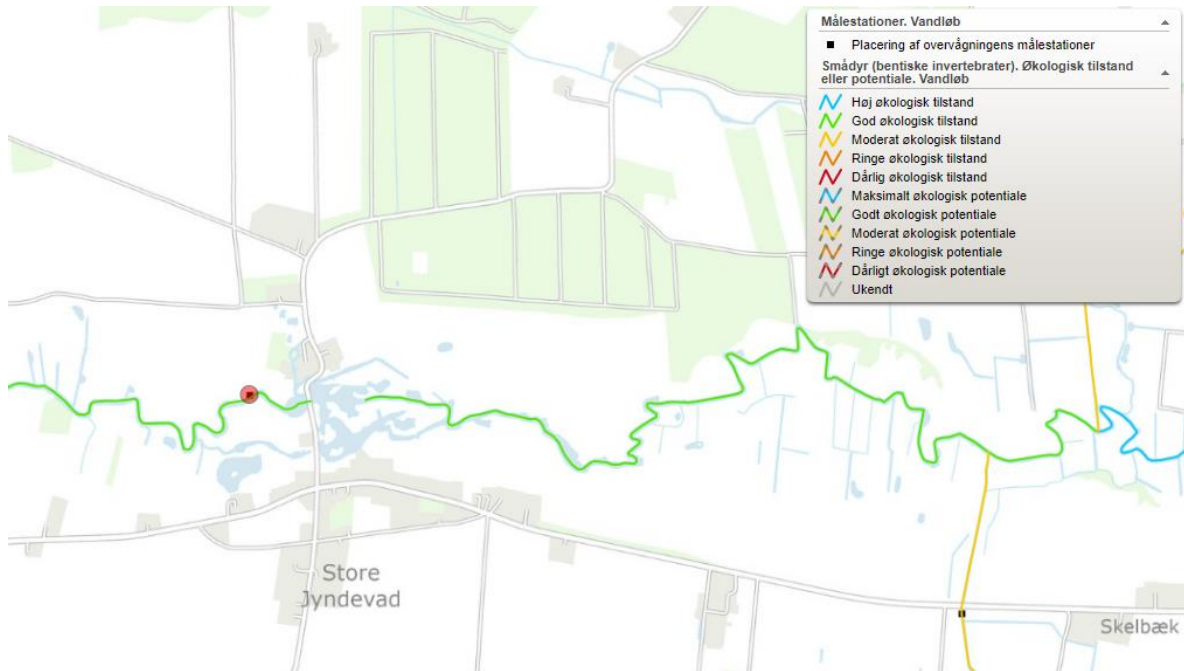 Målestationer. Vandløb
Placering af overvågningens målestationer
Smådyr (bentiske invertebrater). Økologisk tilstand
eller potentiale. Vandløb
Høj økologisk tilstand
God økologisk tilstand
Moderat økologisk tilstand
Ringe økologisk tilstand
Dårlig økologisk tilstand
Maksimalt økologisk potentiale
Godt økologisk potentiale
Moderat økologisk potentiale
Ringe økologisk potentiale
Dårligt økologisk potentiale
Ukendt
Store
Jyndevad
Skelbæk